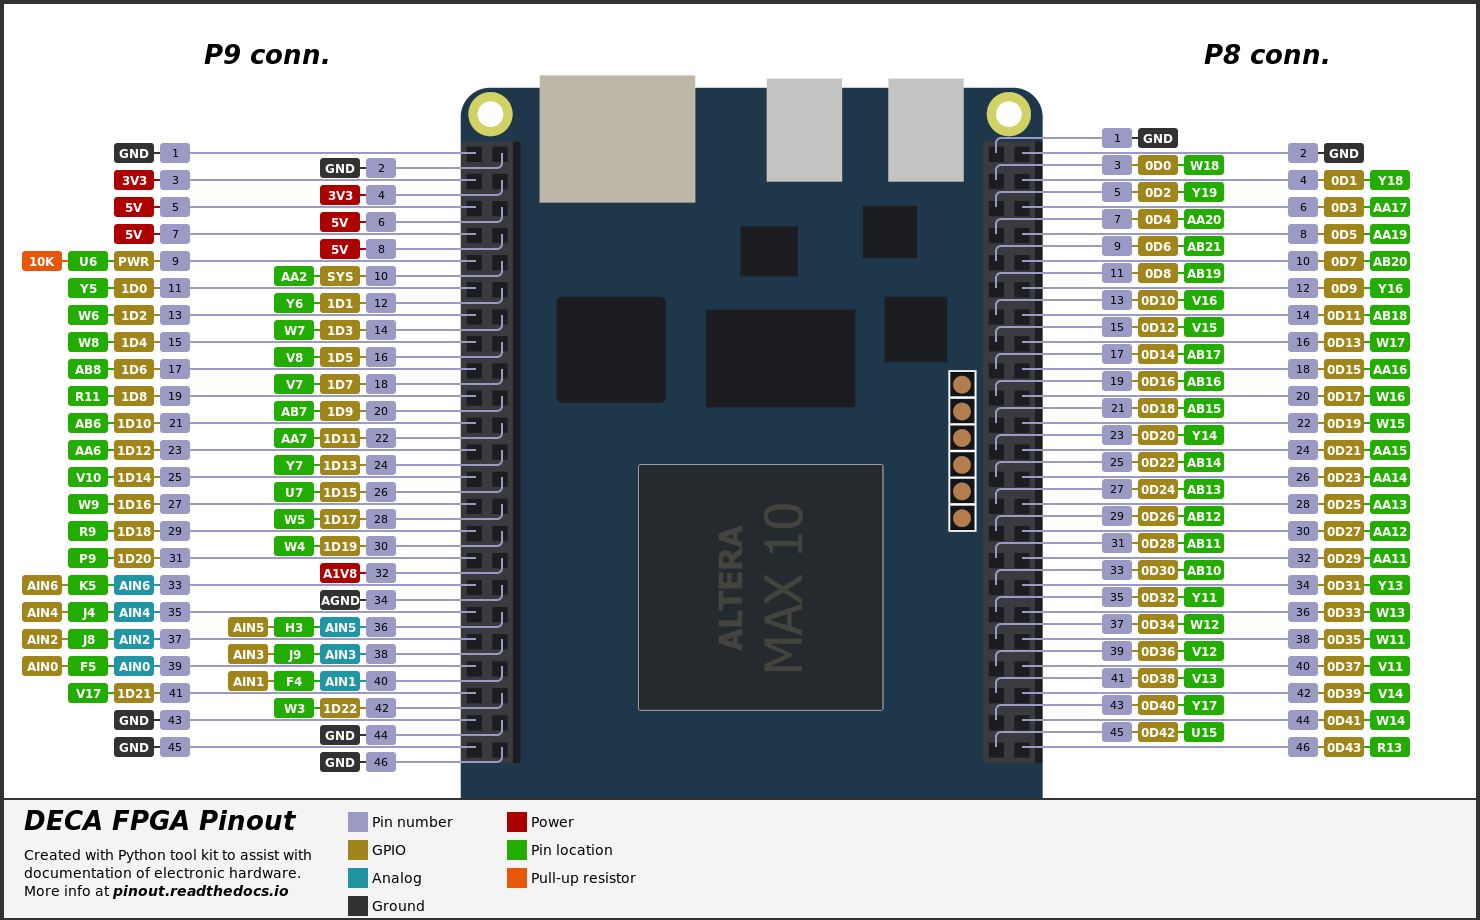 P9 conn.
P8 conn.
GND 1
GND 2
3V3 3
3V3 4
5V 5
5V 6
5V 7
5V 8
10K U6 PWR 9
AA2 SYS 10
Y5 1D0 11
Y6 1D1 12
W6 1D2 13
W7 1D3 14
W8 1D4 15
V8 1D5 16
AB8 1D6 17
V7 1D7 18
R11 1D8 19
AB7 1D9 20
AB6 1D10 21
AA7 1D11 22
AA6 1D12 23
Y7 1D13 24
V10 1D14 25
U7 1D15 26
W9 1D16 27
W5 1D17 28
R9 1D18 29
W4 1D19 30
P9 1D20 31
A1V8 32
AIN6 K5 AIN6 33
AGND 34
AIN4 J4 AIN4 35
AIN5 H3 AIN5 36
AIN2 J8 AIN2 37
AIN3 J9 AIN3 38
AIN0 F5 AIN0 39
AIN1 F4 AIN1 40
V17 1D21 41
W3 1D22 42
GND 43
GND 44
GND 45
GND 46
ALTERA
MAX 10
1 GND
2 GND
3 0D0 W18
4 0D1 Y18
5 0D2 Y19
6 0D3 AA17
7 0D4 AA20
8 0D5 AA19
9 0D6 AB21
10 0D7 AB20
11 0D8 AB19
12 0D9 Y16
13 0D10 V16
14 0D11 AB18
15 0D12 V15
16 0D13 W17
17 0D14 AB17
18 0D15 AA16
19 0D16 AB16
20 0D17 W16
21 0D18 AB15
22 0D19 W15
23 0D20 Y14
24 0D21 AA15
25 0D22 AB14
26 0D23 AA14
27 0D24 AB13
28 0D25 AA13
29 0D26 AB12
30 0D27 AA12
31 0D28 AB11
32 0D29 AA11
33 0D30 AB10
34 0D31 Y13
35 0D32 Y11
36 0D33 W13
37 0D34 W12
38 0D35 W11
39 0D36 V12
40 0D37 V11
41 0D38 V13
42 0D39 V14
43 0D40 Y17
44 0D41 W14
45 0D42 U15
46 0D43 R13
DECA FPGA Pinout
Created with Python tool kit to assist with
documentation of electronic hardware.
More info at pinout.readthedocs.io
Pin number
GPIO
Analog
Ground
Power
Pin location
Pull-up resistor